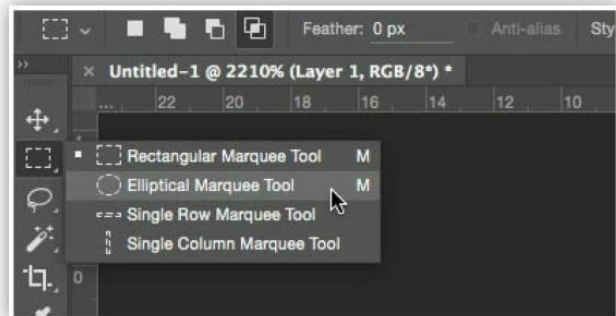 Feather: 0 px Anti-alias Sty
× Untitled-1 @ 2210% (Layer 1, RGB/8*) *
... 22 20 18 16 14 12 10
Rectangular Marquee Tool M
Elliptical Marquee Tool M
Single Row Marquee Tool
Single Column Marquee Tool
0